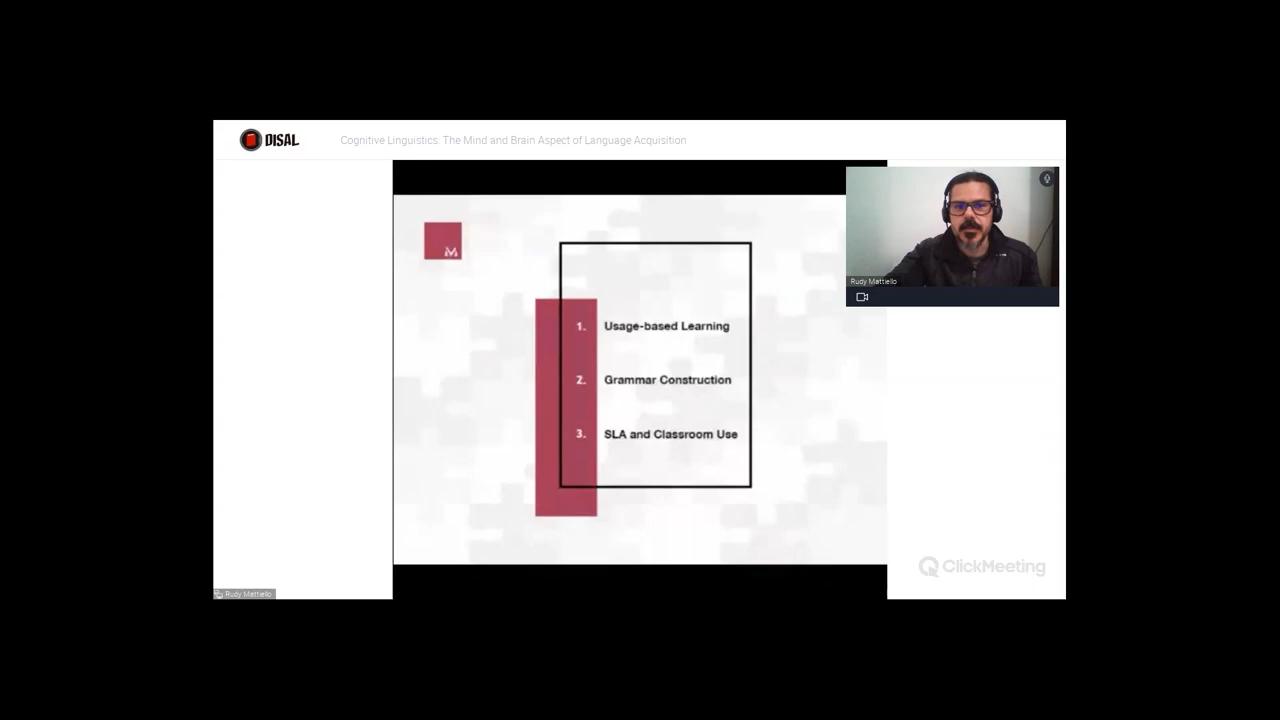 DISAL
Cognitive Linguistics: The Mind and Brain Aspect of Language Acquisition
M
Rudy Mattiello
1. Usage-based Learning
2. Grammar Construction
3. SLA and Classroom Use
ClickMeeting
Rudy Mattiello